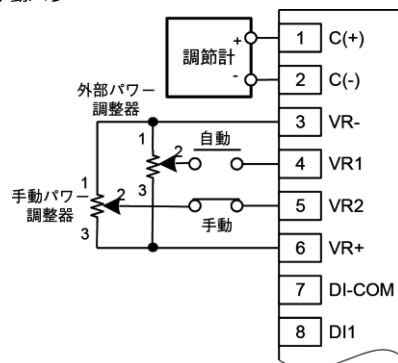 調節計
+
-
外部パワー
調整器
手動パワー
調整器
自動
手動
1
2
3
1
2
3
1 C(+)
2 C(-)
3 VR-
4 VR1
5 VR2
6 VR+
7 DI-COM
8 DI1